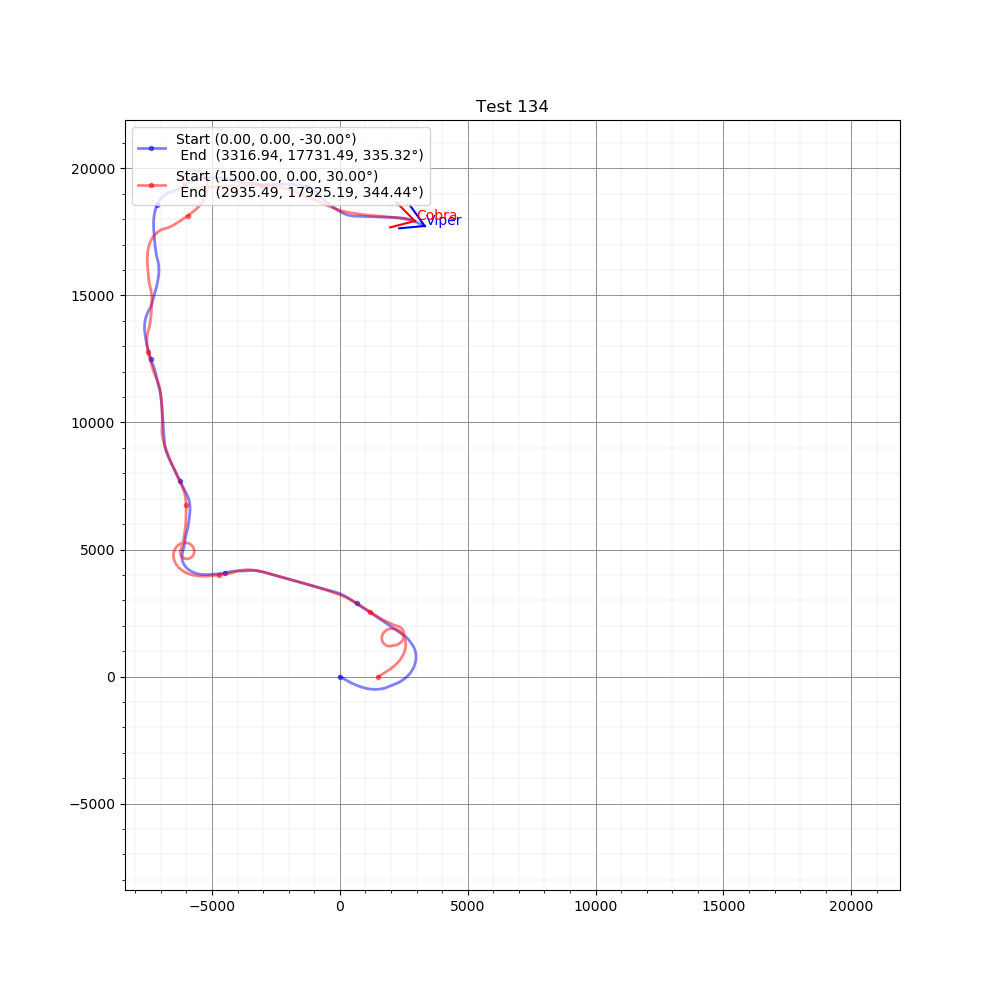 Test 134
Start (0.00, 0.00, -30.00°)
End (3316.94, 17731.49, 335.32°)
Start (1500.00, 0.00, 30.00°)
End (2935.49, 17925.19, 344.44°)
Cobra
Viper
20000
15000
10000
5000
0
−5000
−5000
0
5000
10000
15000
20000